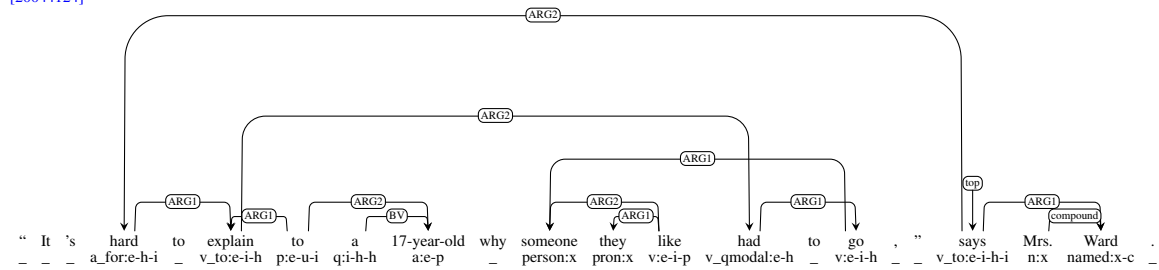 ARG2
ARG2
ARG1
top
ARG1 ARG2 ARG2 ARG1 ARG1
ARG1 BV ARG1 compound
“ It ’s hard to explain to a 17-year-old why someone they like had to go , ” says Mrs. Ward .
_ _ _ a_for:e-h-i _ v_to:e-i-h p:e-u-i q:i-h-h a:e-p _ person:x pron:x v:e-i-p v_qmodal:e-h _ v:e-i-h _ _ v_to:e-i-h-i n:x named:x-c _